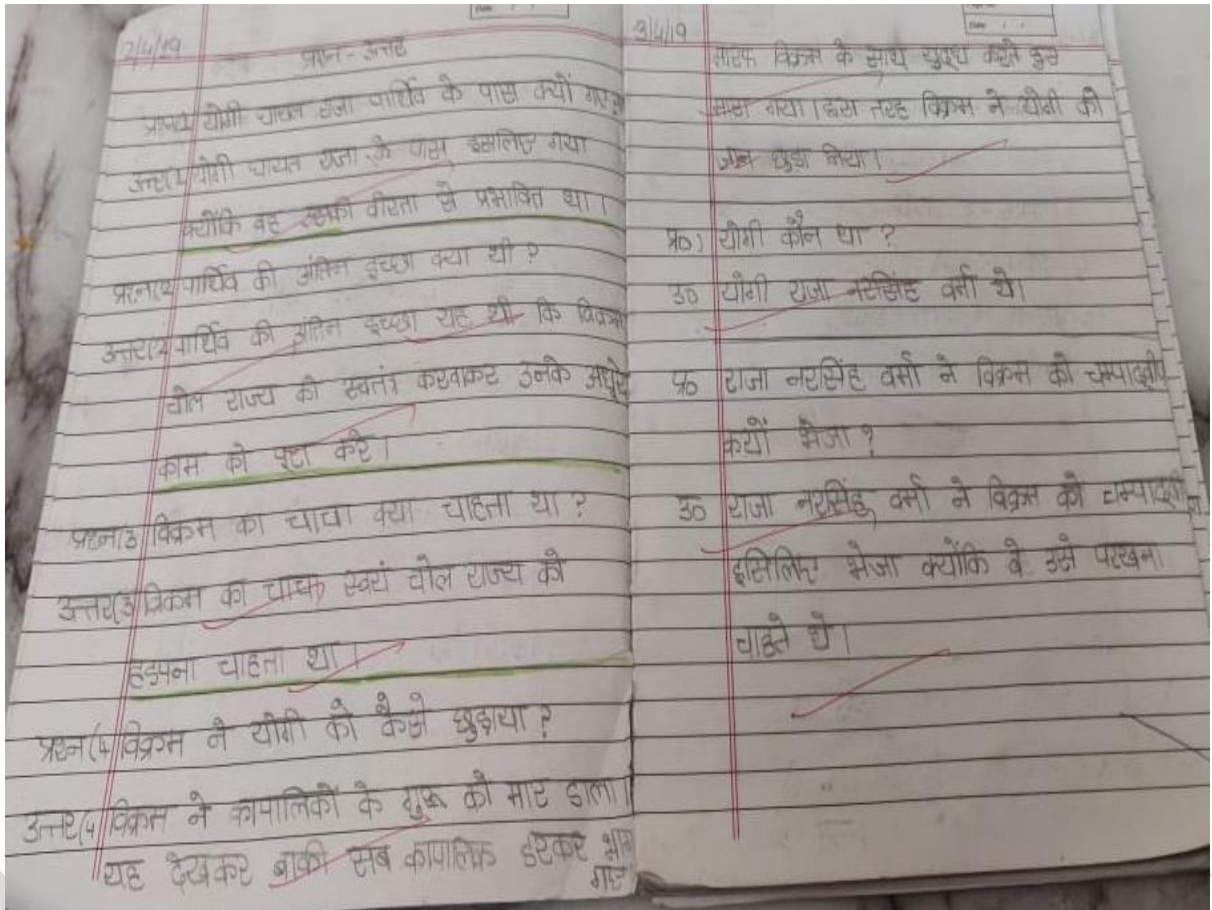 2/4/19
प्रश्न - उत्तर
प्रश्न(1 योगी घायल राजा पार्थिव के पास क्यों गए
उत्तर(1 योगी घायल राजा के पास इसलिए गया
क्योंकि वह उसकी वीरता से प्रभावित था।
प्रश्न(2 पार्थिव की अंतिम इच्छा क्या थी ?
उत्तर(2 पार्थिव की अंतिम इच्छा यह थी कि विक्रम
चोल राज्य को स्वतंत्र करवाकर उनके अधूरे
काम को पूरा करे।
प्रश्न(3 विक्रम का चाचा क्या चाहता था ?
उत्तर(3 विक्रम का चाचा स्वयं चोल राज्य को
हड़पना चाहता था।
प्रश्न(4 विक्रम ने योगी को कैसे छुड़ाया ?
उत्तर(4 विक्रम ने कापालिकों के गुरू को मार डाला।
यह देखकर बाकी सब कापालिक डरकर भाग
गए
3/4/19
विक्रम के साथ युद्ध करते हुए
मारा गया। इस तरह विक्रम ने योगी को
छुड़ा लिया।
प्र० योगी कौन था ?
उ० योगी राजा नरसिंह वर्मा थे।
प्र० राजा नरसिंह वर्मा ने विक्रम को चम्पाद्वीप
क्यों भेजा ?
उ० राजा नरसिंह वर्मा ने विक्रम को चम्पाद्वीप
इसिलिए भेजा क्योंकि वे उसे परखना
चाहते थे।